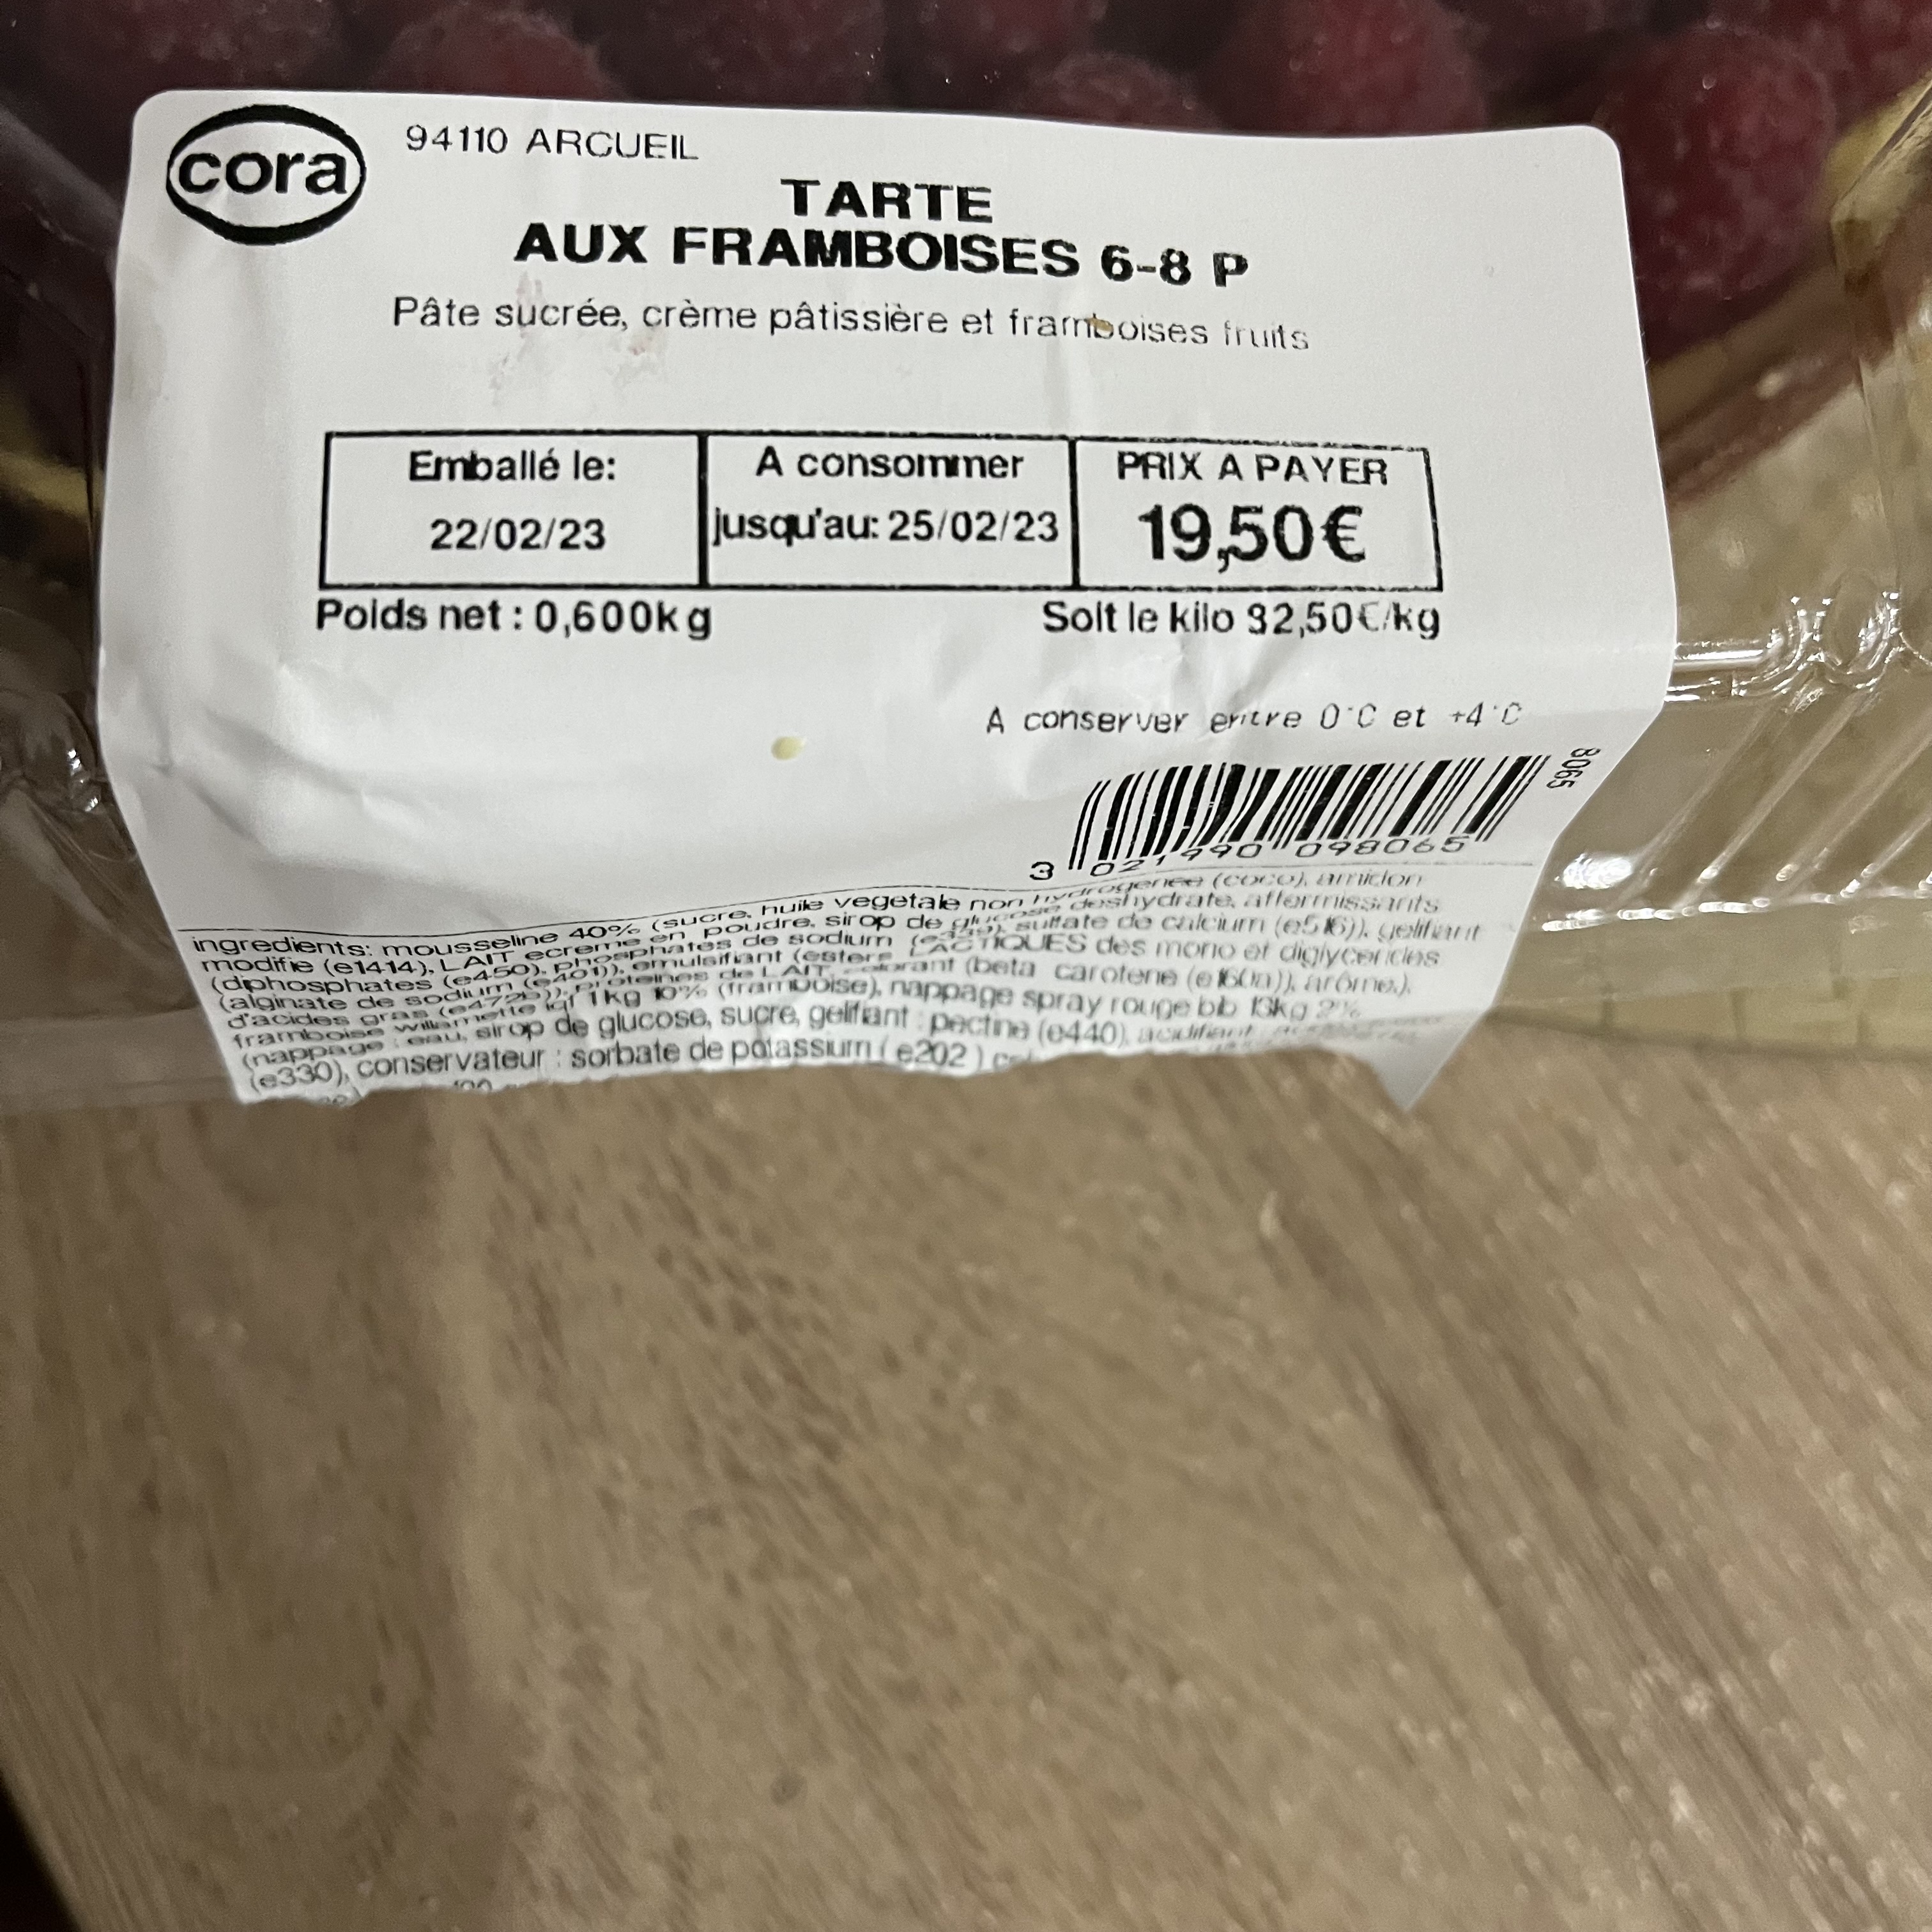 cora
94110 ARCUEIL
TARTE
AUX FRAMBOISES 6-8 P
Pâte sucrée, crème pâtissière et framboises fruits
Emballé le:
22/02/23
A consommer
jusqu'au: 25/02/23
PRIX A PAYER
19,50€
Poids net : 0,600kg
Soit le kilo 32,50€/kg
A conserver entre 0°C et +4°C
8065
3 021990 098065
ingredients: mousseline 40% (sucre, huile vegetale non hydrogenee (coco), amidon
modifie (e1414), LAIT ecreme en poudre, sirop de glucose deshydrate, affermissants
(diphosphates (e450), phosphates de sodium (e339), sulfate de calcium (e516)), gelifiant
(alginate de sodium (e401)), emulsifiant (esters LACTIQUES des mono et diglycerides
d'acides gras (e472b)), proteines de LAIT, colorant (beta carotene (e160a)), arôme),
framboise willamette iqf 1kg 10% (framboise), nappage spray rouge bib 13kg 2%
(nappage : eau, sirop de glucose, sucre, gelifiant : pectine (e440), acidifiant
(e330), conservateur : sorbate de potassium ( e202 )